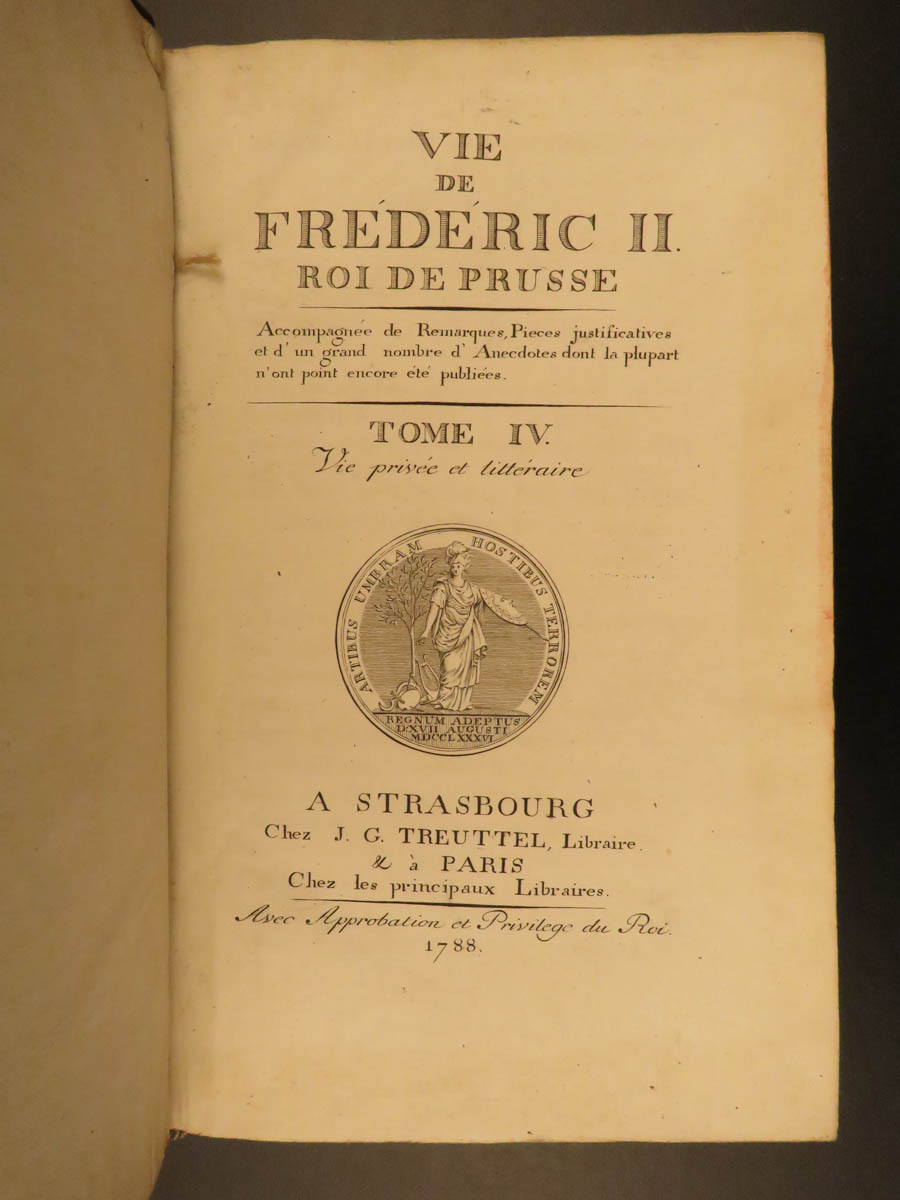 VIE
DE
FRÉDÉRIC II.
ROI DE PRUSSE
Accompagnée de Remarques, Pieces justificatives
et d'un grand nombre d'Anecdotes dont la plupart
n'ont point encore été publiées.
TOME IV.
Vie privée et littéraire
ARTIBUS UMBRAM HOSTIBUS TERROREM
REGNUM ADEPTUS
D: XVII AUGUSTI
MDCCLXXXVI
A STRASBOURG
Chez J. G. TREUTTEL, Libraire.
& à PARIS
Chez les principaux Libraires.
Avec Approbation et Privilege du Roi.
1788.